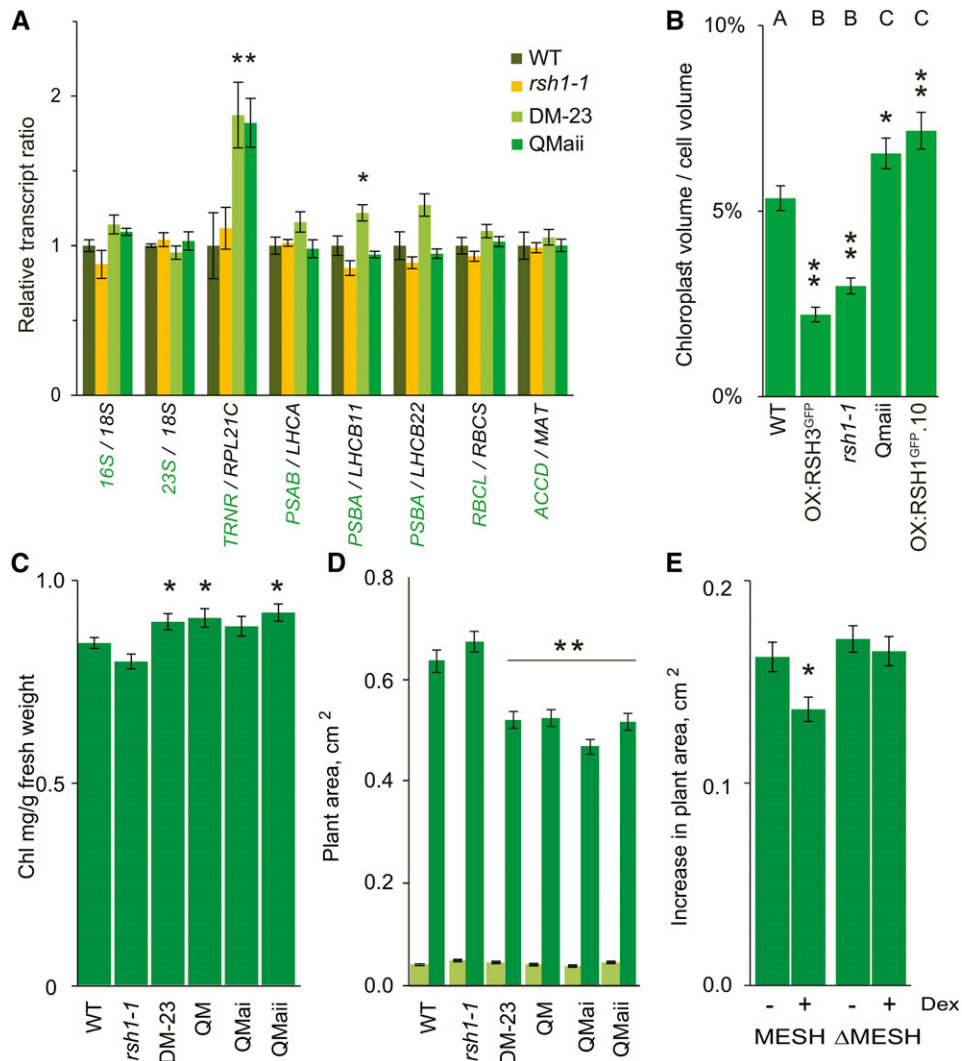 A
Relative transcript ratio
2
1
0
**
*
WT
rsh1-1
DM-23
QMaii
16S / 18S
23S / 18S
TRNR / RPL21C
PSAB / LHCA
PSBA / LHCB11
PSBA / LHCB22
RBCL / RBCS
ACCD / MAT
B
A B B C C
Chloroplast volume / cell volume
10%
5%
0%
**
**
*
**
WT
OX:RSH3GFP
rsh1-1
Qmaii
OX:RSH1GFP.10
C
Chl mg/g fresh weight
1.0
0.5
0
* * *
WT
rsh1-1
DM-23
QM
QMai
QMaii
D
Plant area, cm 2
0.8
0.6
0.4
0.2
0.0
**
WT
rsh1-1
DM-23
QM
QMai
QMaii
E
Increase in plant area, cm 2
0.2
0.1
0.0
*
- + - + Dex
MESH ΔMESH